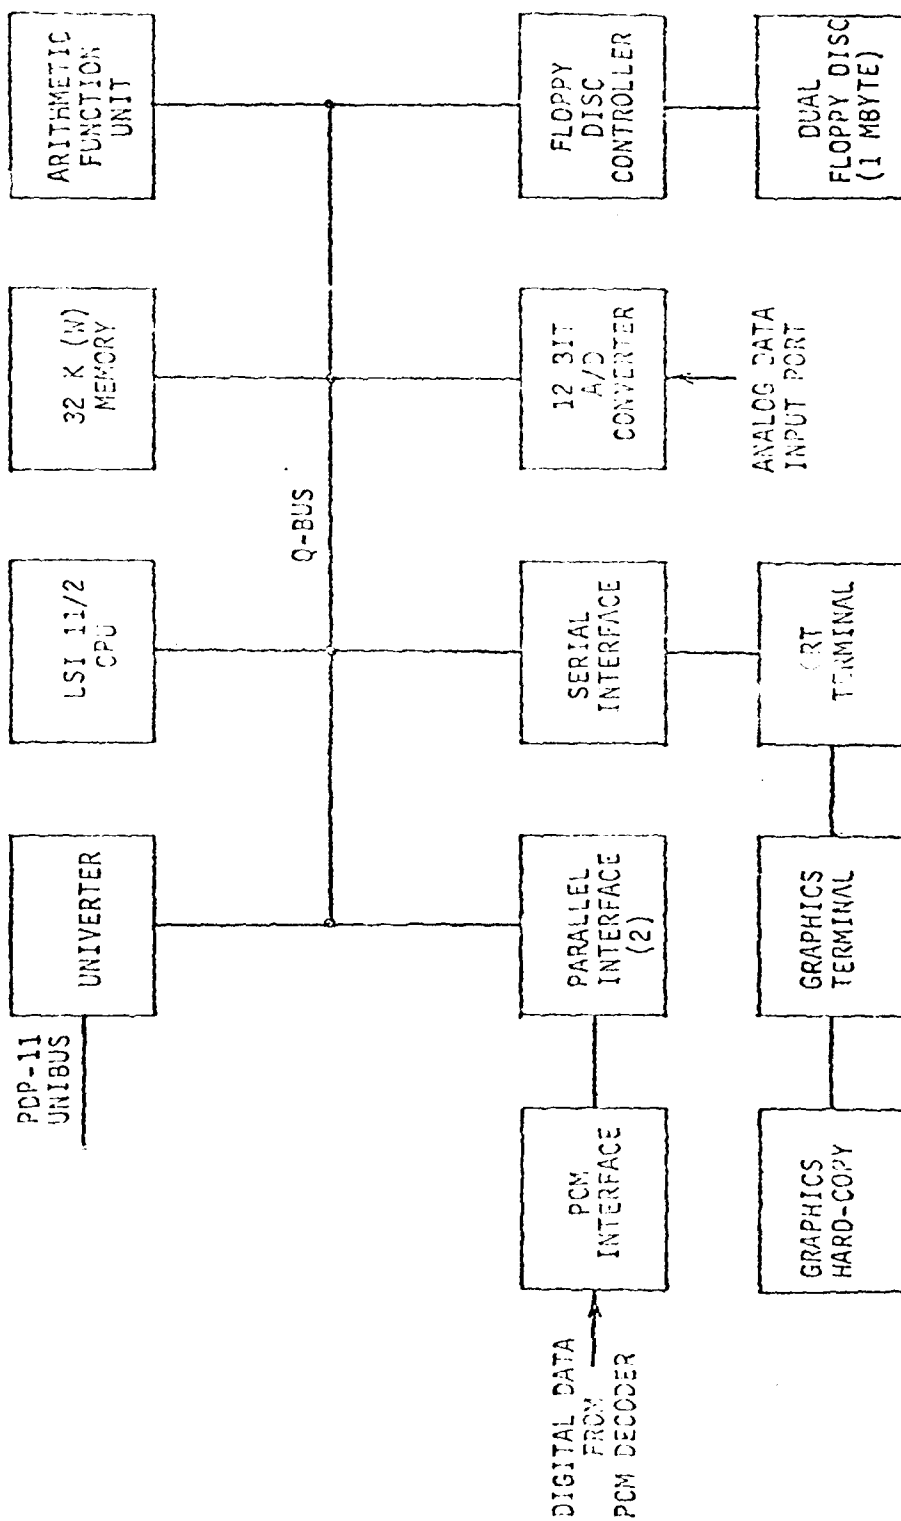 PDP-11
UNIBUS
UNIVERTER
LSI 11/2
CPU
32 K (W)
MEMORY
ARITHMETIC
FUNCTION
UNIT
Q-BUS
DIGITAL DATA
FROM
PCM DECODER
PCM
INTERFACE
PARALLEL
INTERFACE
(2)
SERIAL
INTERFACE
12 BIT
A/D
CONVERTER
FLOPPY
DISC
CONTROLLER
GRAPHICS
HARD-COPY
GRAPHICS
TERMINAL
CRT
TERMINAL
ANALOG DATA
INPUT PORT
DUAL
FLOPPY DISC
(1 MBYTE)